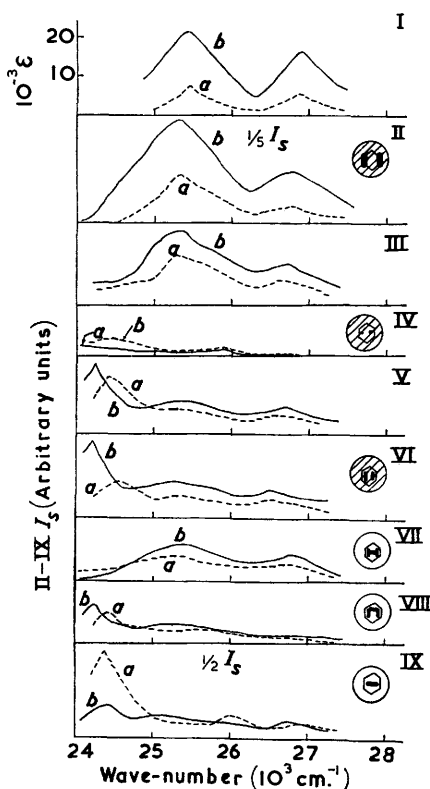 I
20
10
10⁻³ε
b
a
II
b
1/5 Iₛ
a
III
b
a
IV
a
b
V
a
b
VI
b
a
VII
b
a
VIII
b
a
IX
1/2 Iₛ
a
b
II–IX Iₛ (Arbitrary units)
24 25 26 27 28
Wave-number (10³ cm.⁻¹)